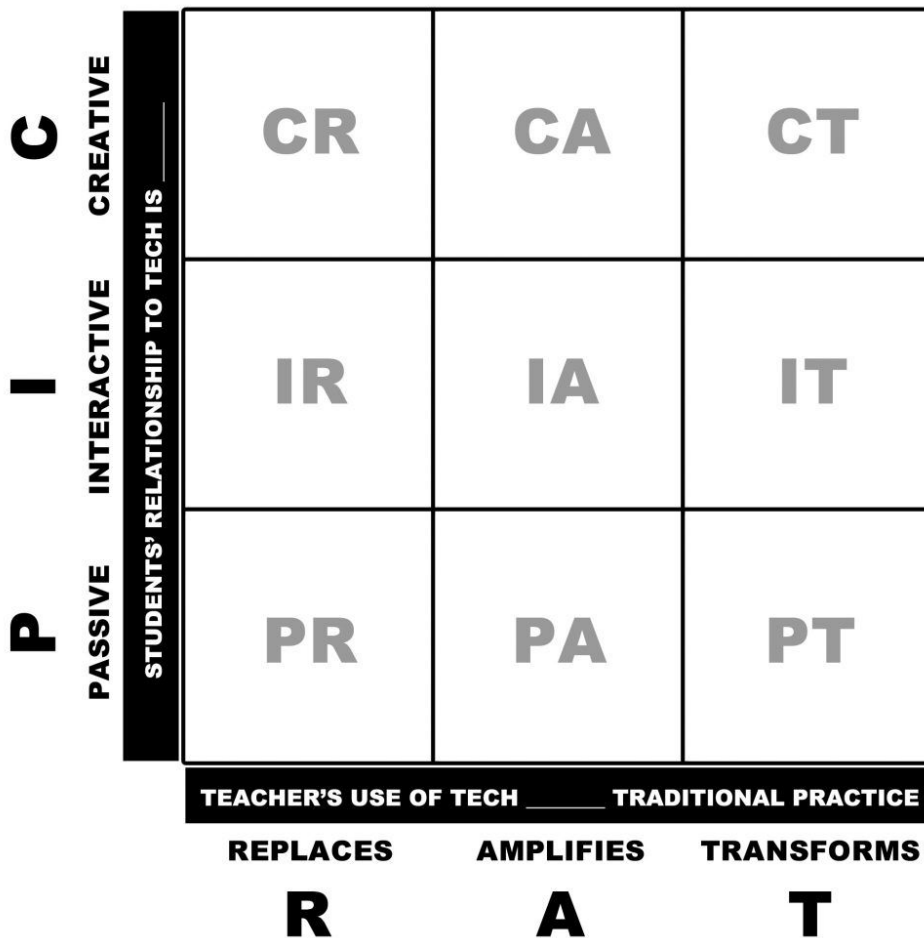 C
CREATIVE
I
INTERACTIVE
P
PASSIVE
STUDENTS' RELATIONSHIP TO TECH IS _____
CR CA CT
IR IA IT
PR PA PT
TEACHER’S USE OF TECH ______ TRADITIONAL PRACTICE
REPLACES AMPLIFIES TRANSFORMS
R A T